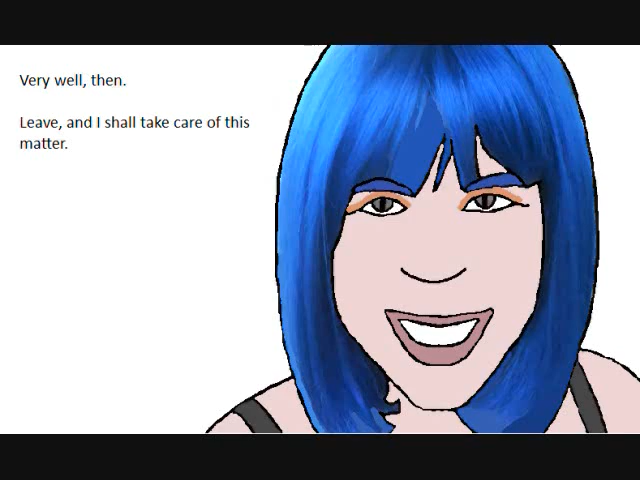 Very well, then.
Leave, and I shall take care of this
matter.